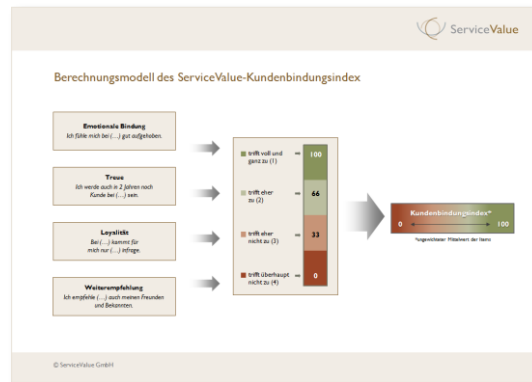 ServiceValue
Berechnungsmodell des ServiceValue-Kundenbindungsindex
Emotionale Bindung
Ich fühle mich bei (…) gut aufgehoben.
Treue
Ich werde auch in 2 Jahren noch
Kunde bei (…) sein.
Loyalität
Bei (…) kommt für
mich nur (…) infrage.
Weiterempfehlung
Ich empfehle (…) auch meinen Freunden
und Bekannten.
trifft voll und
ganz zu (1)
=
100
trifft eher
zu (2)
=
66
trifft eher
nicht zu (3)
=
33
trifft überhaupt
nicht zu (4)
=
0
Kundenbindungsindex*
0
100
*ungewichteter Mittelwert der Items
© ServiceValue GmbH